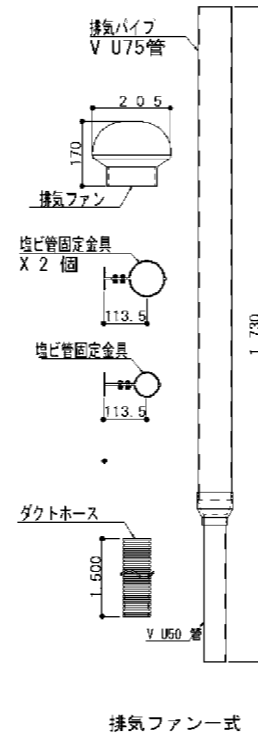 排気パイプ
V U75管
205
170
排気ファン
塩ビ管固定金具
X 2 個
113.5
塩ビ管固定金具
113.5
1,730
ダクトホース
1,500
V U50 管
排気ファン一式